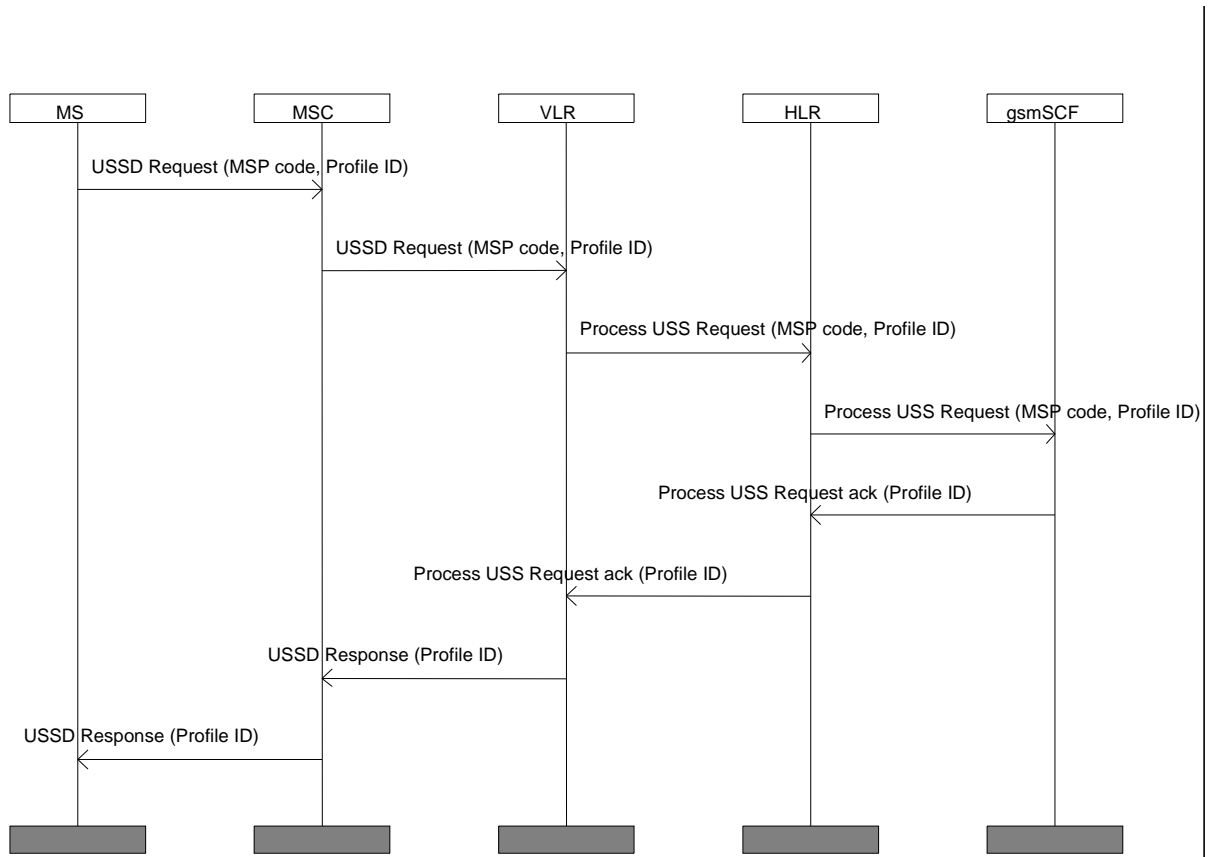 MS
MSC
VLR
HLR
gsmSCF
USSD Request (MSP code, Profile ID)
USSD Request (MSP code, Profile ID)
Process USS Request (MSP code, Profile ID)
Process USS Request (MSP code, Profile ID)
Process USS Request ack (Profile ID)
Process USS Request ack (Profile ID)
USSD Response (Profile ID)
USSD Response (Profile ID)